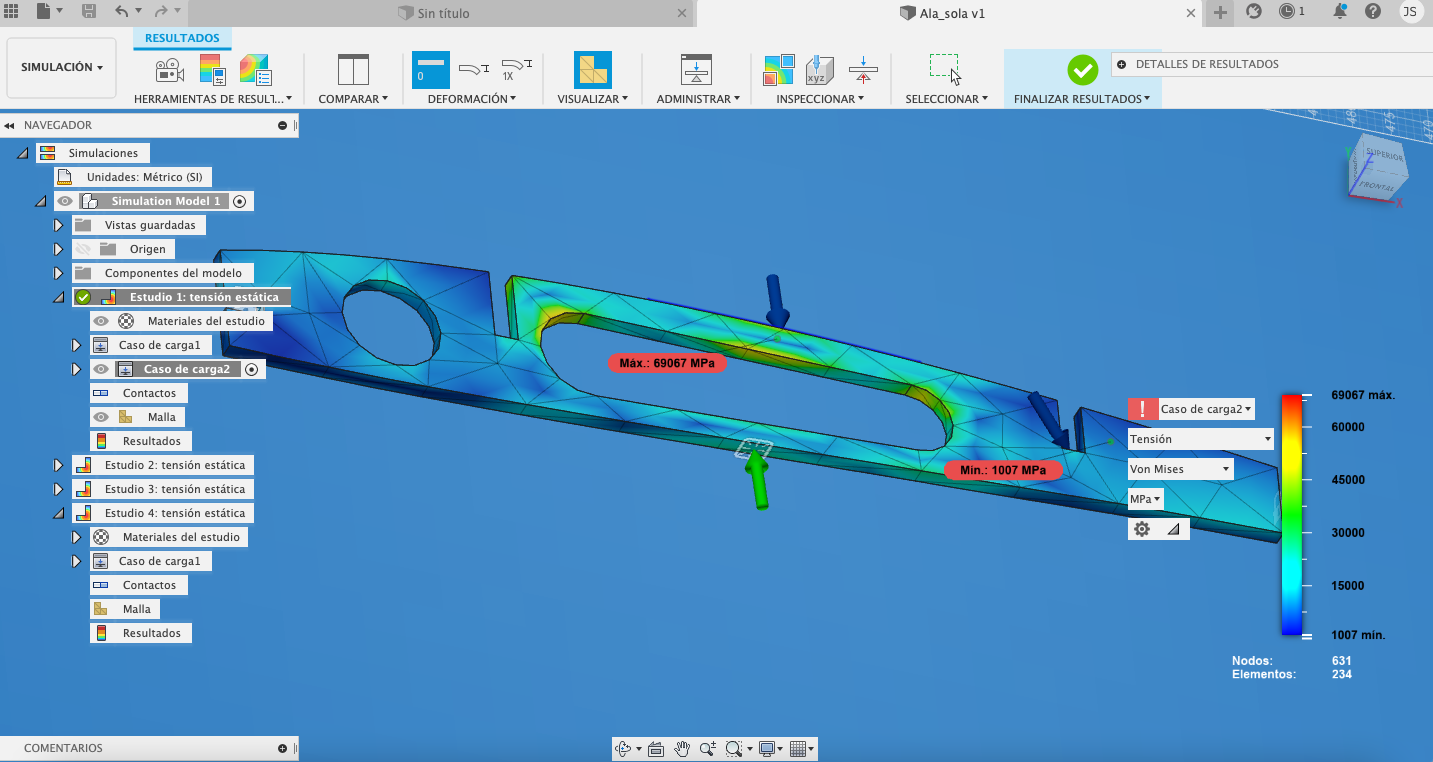 Sin título
Ala_sola v1
1
JS
SIMULACIÓN
RESULTADOS
0
1X
xyz
HERRAMIENTAS DE RESULT...
COMPARAR
DEFORMACIÓN
VISUALIZAR
ADMINISTRAR
INSPECCIONAR
SELECCIONAR
FINALIZAR RESULTADOS
DETALLES DE RESULTADOS
NAVEGADOR
Simulaciones
Unidades: Métrico (SI)
Simulation Model 1
Vistas guardadas
Origen
Componentes del modelo
Estudio 1: tensión estática
Materiales del estudio
Caso de carga1
Caso de carga2
Contactos
Malla
Resultados
Estudio 2: tensión estática
Estudio 3: tensión estática
Estudio 4: tensión estática
Materiales del estudio
Caso de carga1
Contactos
Malla
Resultados
475
470
SUPERIOR
FRONTAL
Y
Z
X
Máx.: 69067 MPa
Mín.: 1007 MPa
Caso de carga2
Tensión
Von Mises
MPa
69067 máx.
60000
45000
30000
15000
1007 mín.
Nodos: 631
Elementos: 234
COMENTARIOS